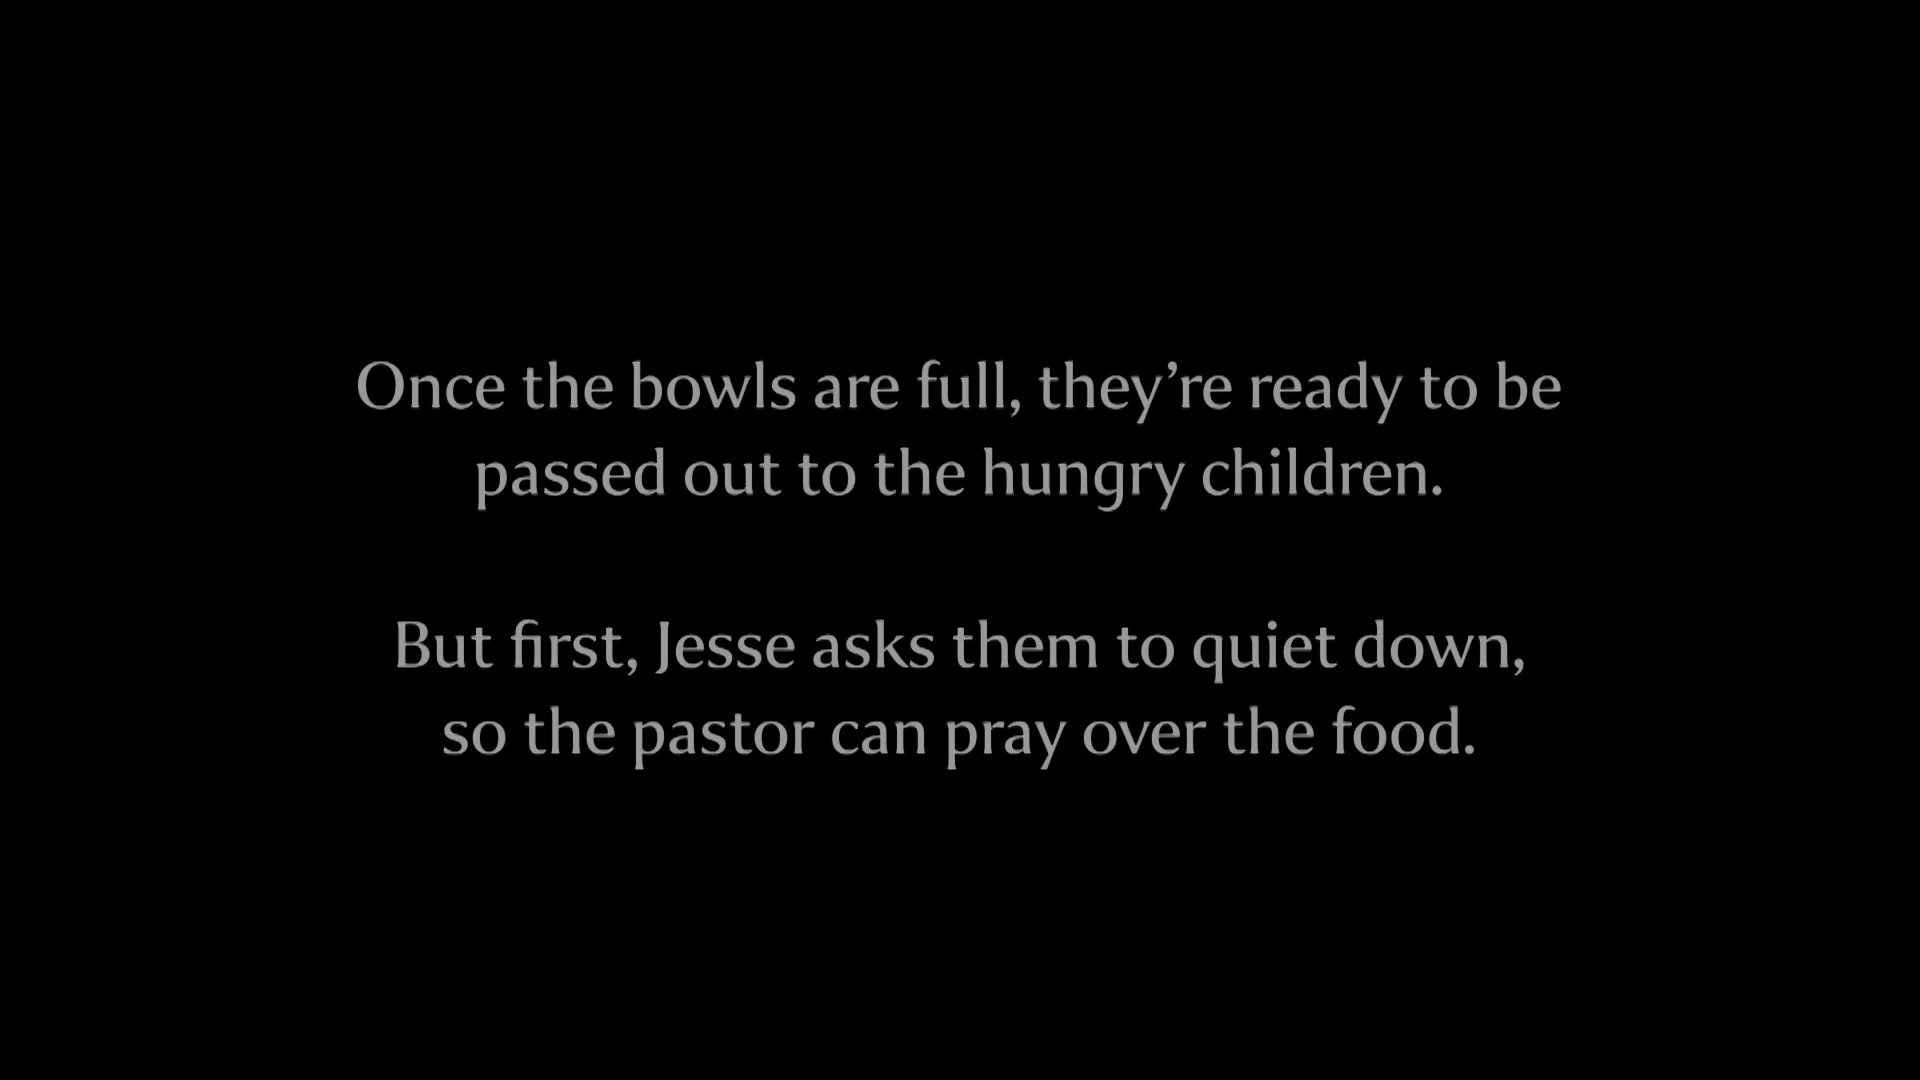 Once the bowls are full, they’re ready to be
passed out to the hungry children.
But first, Jesse asks them to quiet down,
so the pastor can pray over the food.